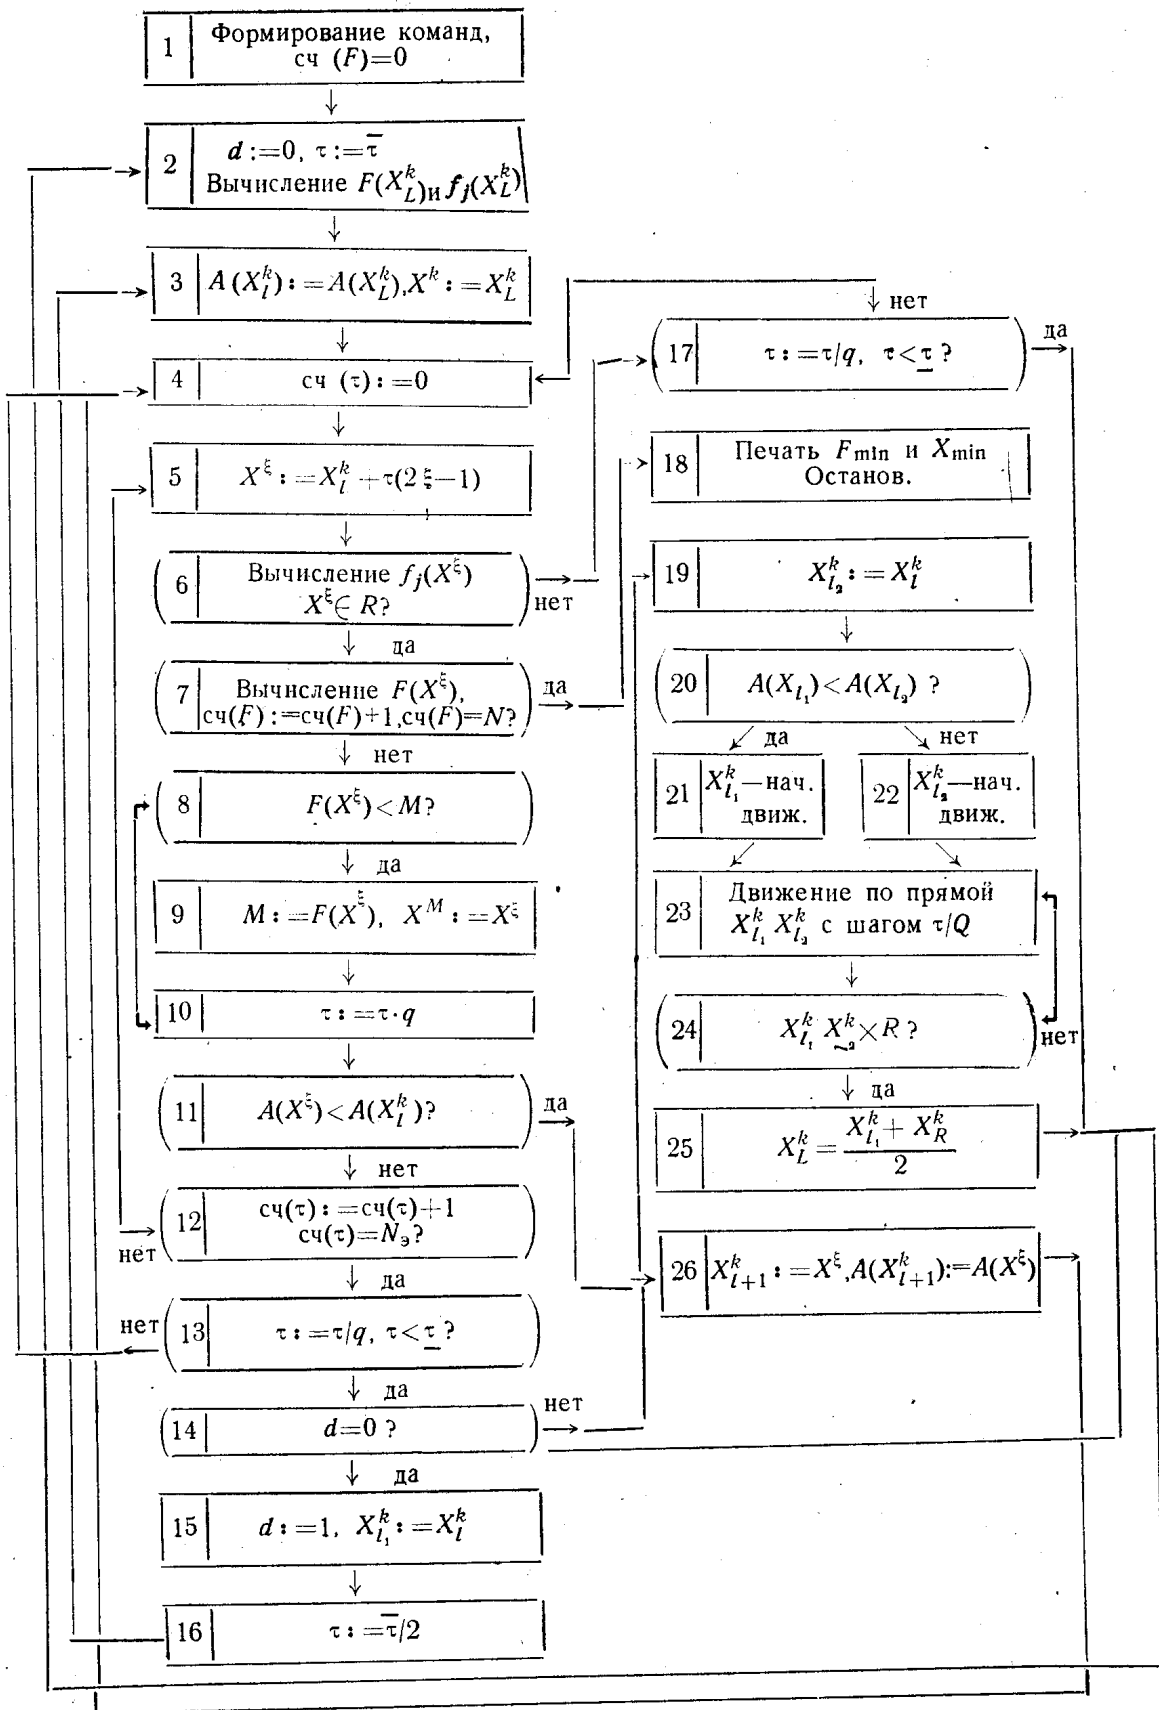 1 Формирование команд,
сч (F)=0
2 d :=0, τ :=τ̅
Вычисление F(X_L^k) и f_j(X_L^k)
3 A(X_l^k) := A(X_L^k), X^k := X_L^k
4 сч (τ) := 0
5 X^ξ := X_l^k + τ(2 ξ−1)
6 Вычисление f_j(X^ξ)
X^ξ ∈ R?
нет
да
7 Вычисление F(X^ξ),
сч(F) :=сч(F)+1, сч(F)=N?
да
нет
8 F(X^ξ) < M?
да
9 M := F(X^ξ), X^M := X^ξ
10 τ := τ·q
11 A(X^ξ) < A(X_l^k)?
да
нет
12 сч(τ) := сч(τ)+1
сч(τ)=N_э?
нет
да
13 τ := τ/q, τ < τ̲ ?
нет
да
14 d=0 ?
нет
да
15 d := 1, X_{l_1}^k := X_l^k
16 τ := τ̅/2
нет
17 τ := τ/q, τ < τ̲ ?
да
18 Печать F_min и X_min
Останов.
19 X_{l_2}^k := X_l^k
20 A(X_{l_1}) < A(X_{l_2}) ?
да
нет
21 X_{l_1}^k —нач.
движ.
22 X_{l_2}^k —нач.
движ.
23 Движение по прямой
X_{l_1}^k X_{l_2}^k с шагом τ/Q
24 X_{l_1}^k X_2^k × R ?
нет
да
25 X_L^k = (X_{l_1}^k + X_R^k)/2
26 X_{l+1}^k := X^ξ, A(X_{l+1}^k) := A(X^ξ)